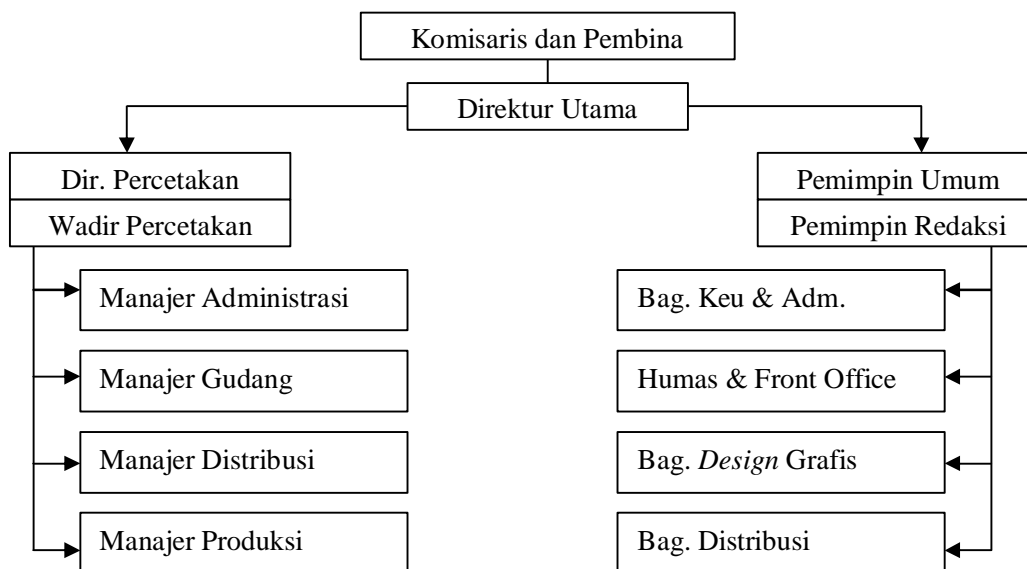 Komisaris dan Pembina
Direktur Utama
Dir. Percetakan
Wadir Percetakan
Pemimpin Umum
Pemimpin Redaksi
Manajer Administrasi
Bag. Keu & Adm.
Manajer Gudang
Humas & Front Office
Manajer Distribusi
Bag. Design Grafis
Manajer Produksi
Bag. Distribusi